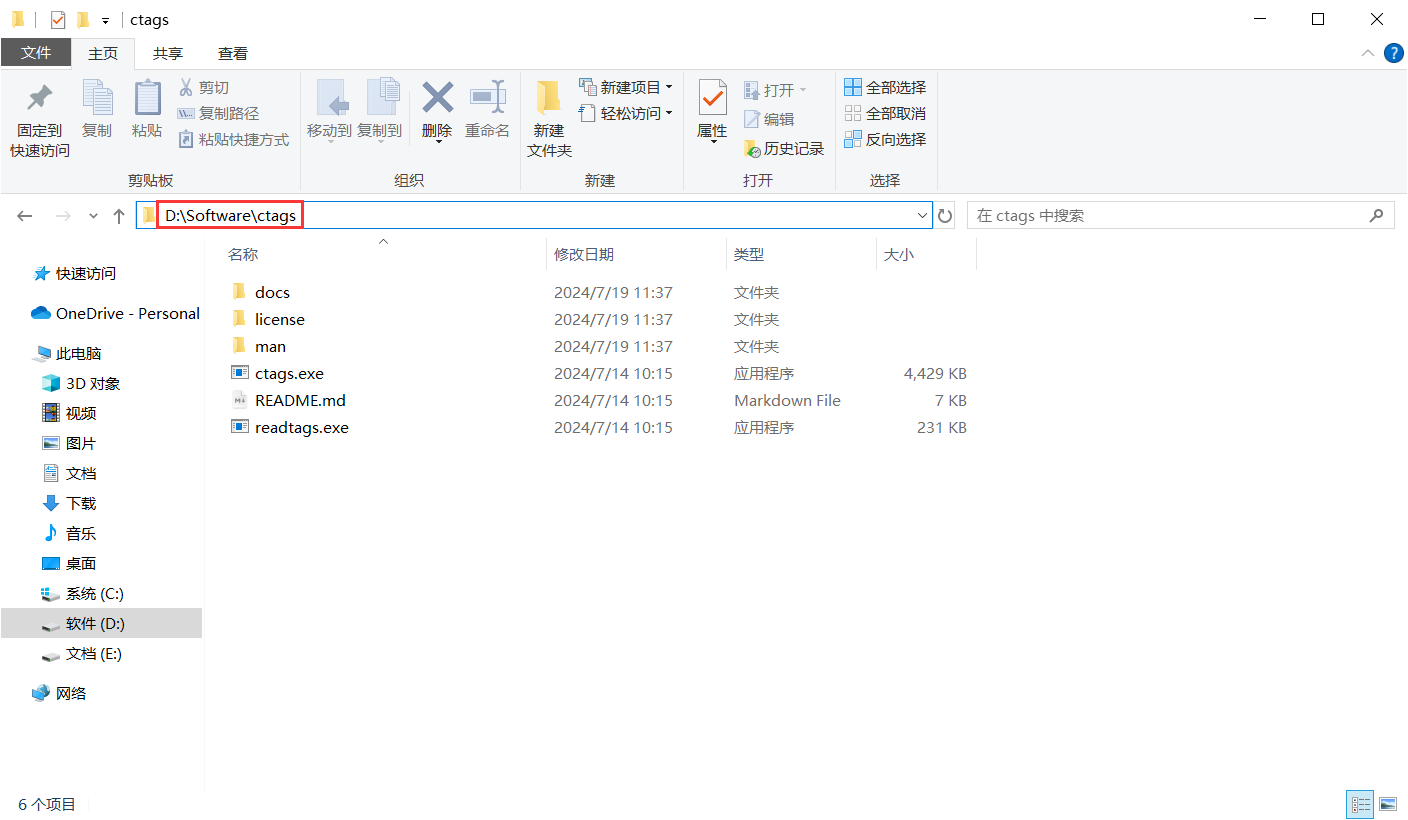 ctags
文件 主页 共享 查看
固定到
快速访问
复制
粘贴
剪切
复制路径
粘贴快捷方式
剪贴板
移动到 复制到 删除 重命名
组织
新建
文件夹
新建项目
轻松访问
新建
属性
打开
编辑
历史记录
打开
全部选择
全部取消
反向选择
选择
D:\Software\ctags
在 ctags 中搜索
快速访问
OneDrive - Personal
此电脑
3D 对象
视频
图片
文档
下载
音乐
桌面
系统 (C:)
软件 (D:)
文档 (E:)
网络
名称 修改日期 类型 大小
docs 2024/7/19 11:37 文件夹
license 2024/7/19 11:37 文件夹
man 2024/7/19 11:37 文件夹
ctags.exe 2024/7/14 10:15 应用程序 4,429 KB
README.md 2024/7/14 10:15 Markdown File 7 KB
readtags.exe 2024/7/14 10:15 应用程序 231 KB
6 个项目